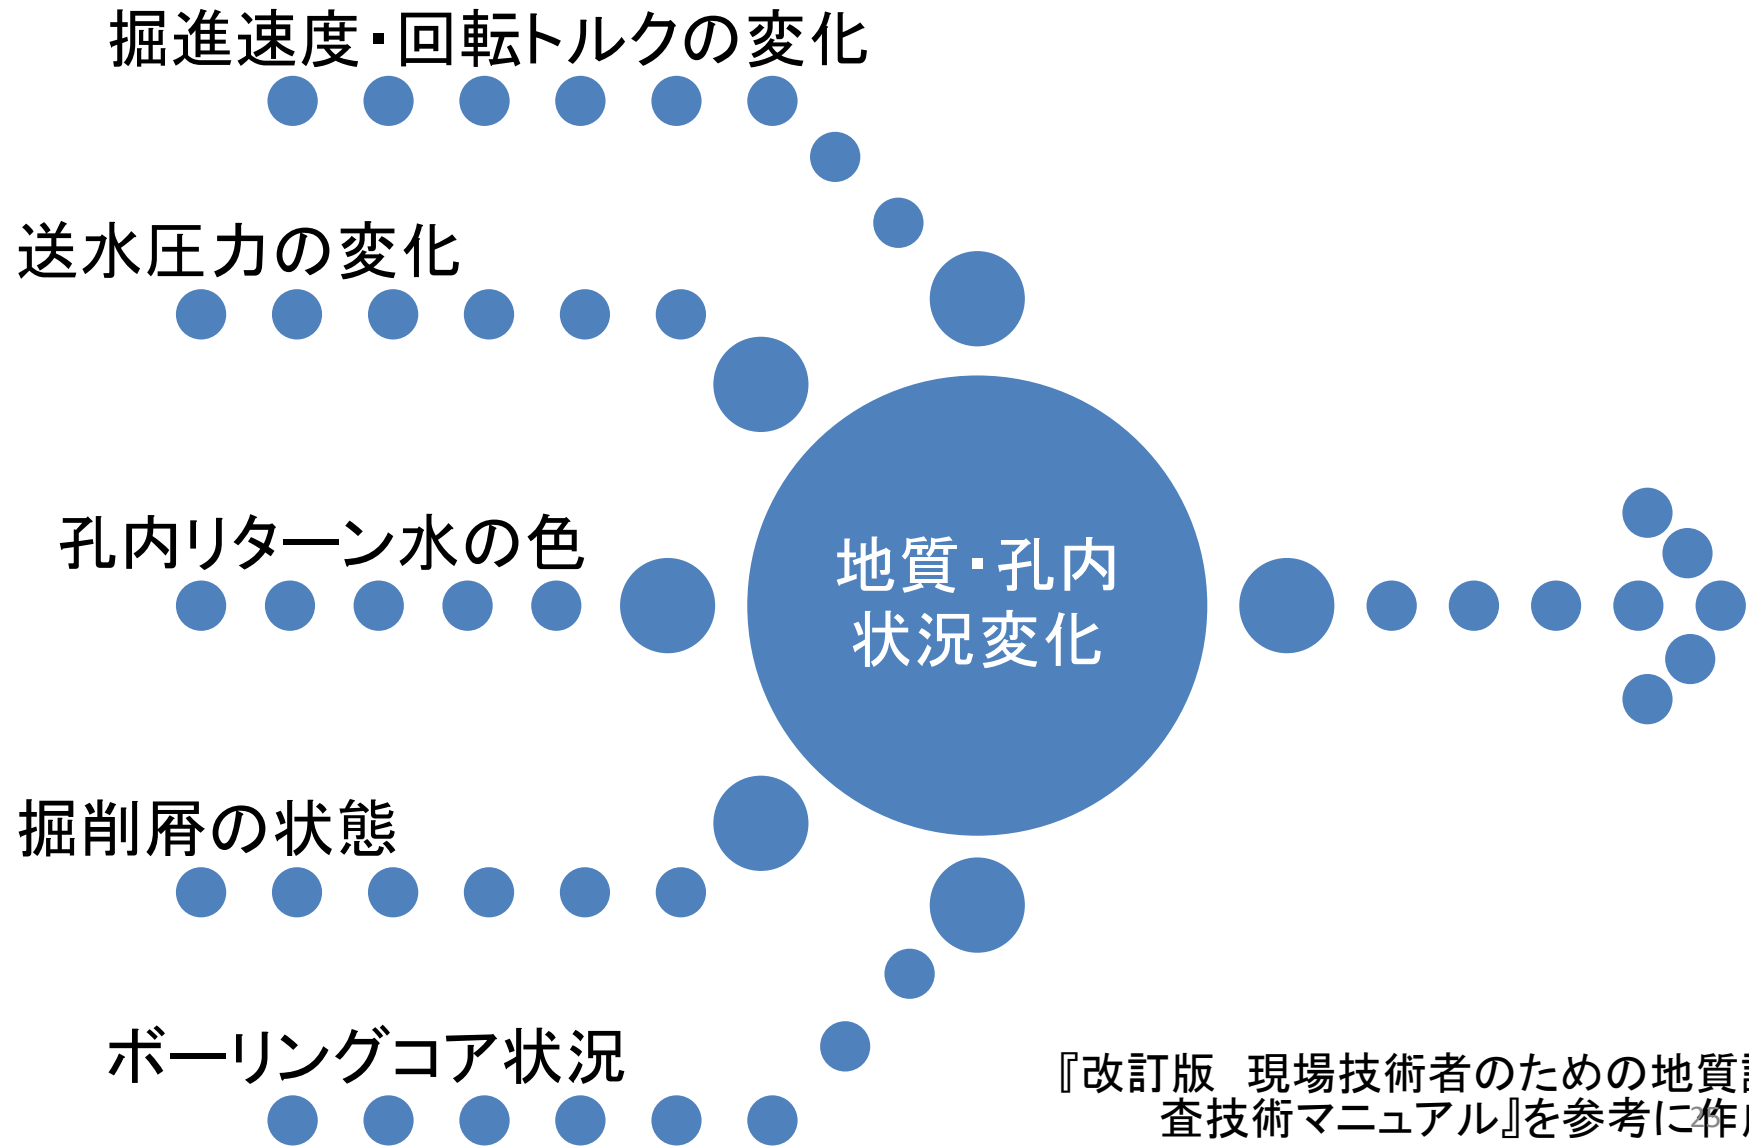 掘進速度・回転トルクの変化
送水圧力の変化
孔内リターン水の色
地質・孔内
状況変化
掘削屑の状態
ボーリングコア状況
『改訂版　現場技術者のための地質調
査技術マニュアル』を参考に作成
25